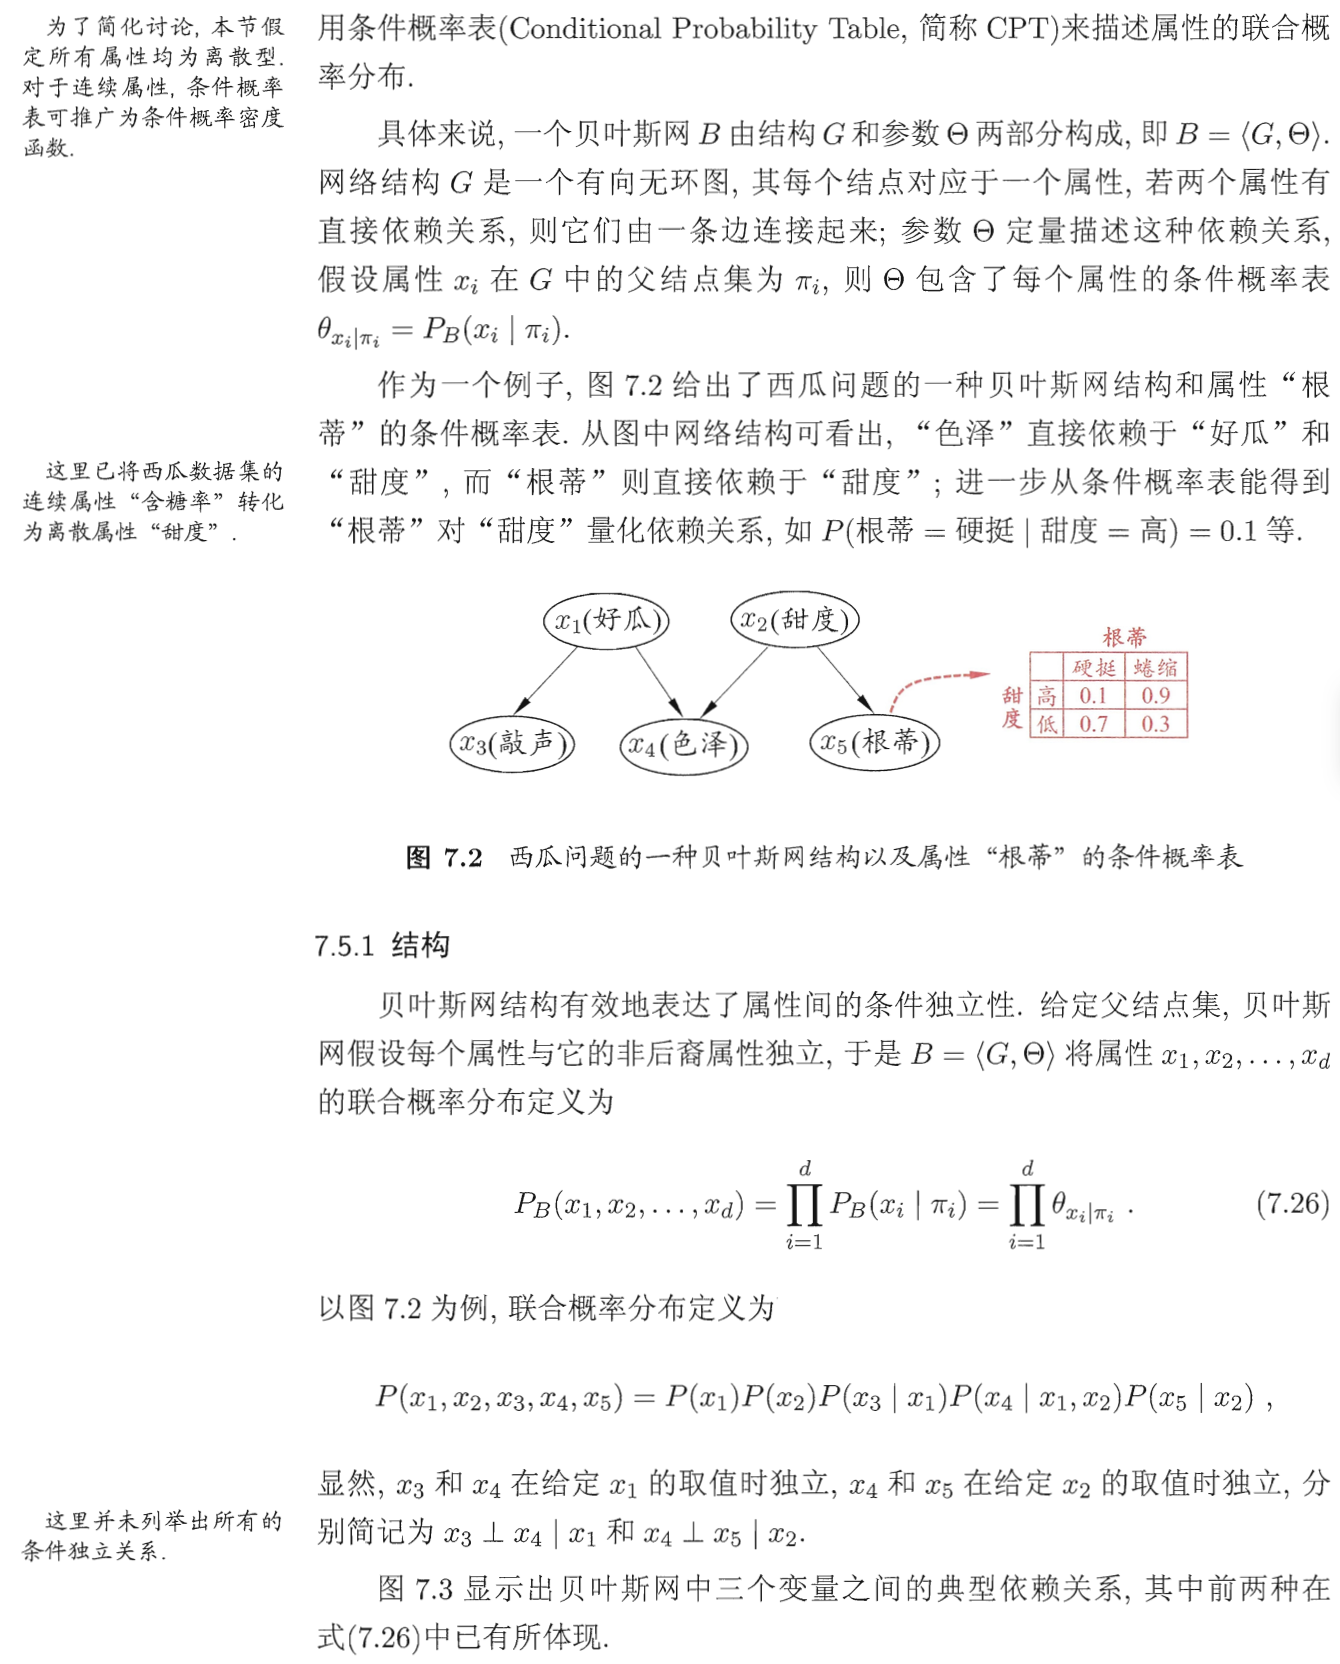 为了简化讨论, 本节假
定所有属性均为离散型.
对于连续属性, 条件概率
表可推广为条件概率密度
函数.
用条件概率表(Conditional Probability Table, 简称 CPT)来描述属性的联合概
率分布.
具体来说, 一个贝叶斯网 B 由结构 G 和参数 Θ 两部分构成, 即 B = ⟨G, Θ⟩.
网络结构 G 是一个有向无环图, 其每个结点对应于一个属性, 若两个属性有
直接依赖关系, 则它们由一条边连接起来; 参数 Θ 定量描述这种依赖关系,
假设属性 x_i 在 G 中的父结点集为 π_i, 则 Θ 包含了每个属性的条件概率表
θ_{x_i|π_i} = P_B(x_i | π_i).
作为一个例子, 图 7.2 给出了西瓜问题的一种贝叶斯网结构和属性“根
蒂”的条件概率表. 从图中网络结构可看出, “色泽”直接依赖于“好瓜”和
“甜度”, 而“根蒂”则直接依赖于“甜度”; 进一步从条件概率表能得到
“根蒂”对“甜度”量化依赖关系, 如 P(根蒂 = 硬挺 | 甜度 = 高) = 0.1 等.
这里已将西瓜数据集的
连续属性“含糖率”转化
为离散属性“甜度”.
x_1(好瓜)
x_2(甜度)
x_3(敲声)
x_4(色泽)
x_5(根蒂)
根蒂
硬挺 蜷缩
甜度
高 0.1 0.9
低 0.7 0.3
图 7.2 西瓜问题的一种贝叶斯网结构以及属性“根蒂”的条件概率表
7.5.1 结构
贝叶斯网结构有效地表达了属性间的条件独立性. 给定父结点集, 贝叶斯
网假设每个属性与它的非后裔属性独立, 于是 B = ⟨G, Θ⟩ 将属性 x_1, x_2, . . . , x_d
的联合概率分布定义为
P_B(x_1, x_2, . . . , x_d) = ∏_{i=1}^{d} P_B(x_i | π_i) = ∏_{i=1}^{d} θ_{x_i|π_i} . (7.26)
以图 7.2 为例, 联合概率分布定义为
P(x_1, x_2, x_3, x_4, x_5) = P(x_1)P(x_2)P(x_3 | x_1)P(x_4 | x_1, x_2)P(x_5 | x_2) ,
显然, x_3 和 x_4 在给定 x_1 的取值时独立, x_4 和 x_5 在给定 x_2 的取值时独立, 分
别简记为 x_3 ⊥ x_4 | x_1 和 x_4 ⊥ x_5 | x_2.
这里并未列举出所有的
条件独立关系.
图 7.3 显示出贝叶斯网中三个变量之间的典型依赖关系, 其中前两种在
式(7.26)中已有所体现.